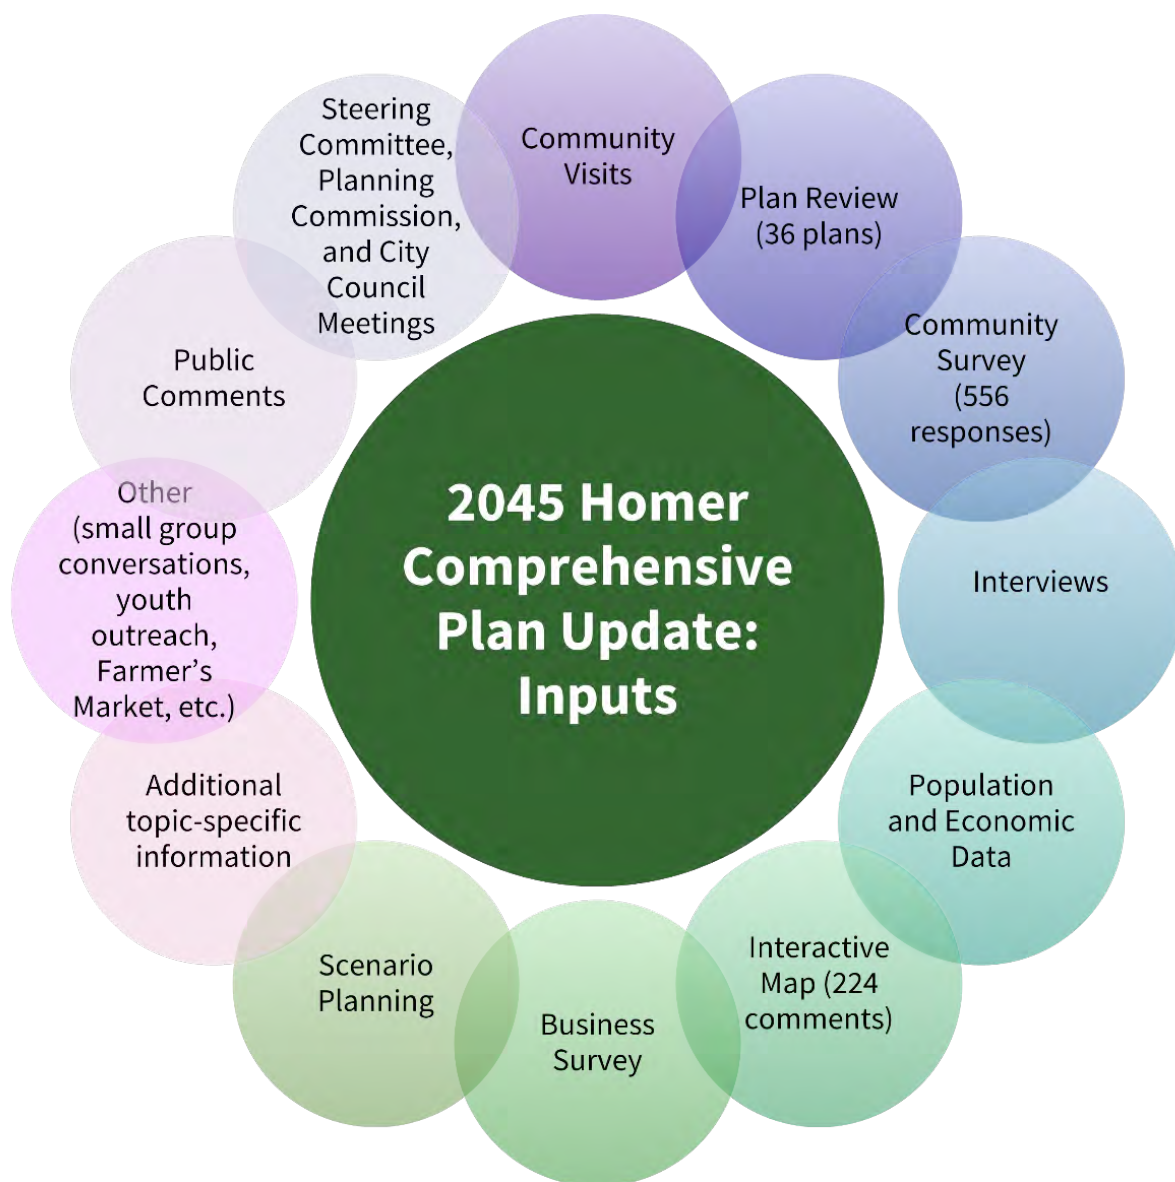 Community
Visits
Plan Review
(36 plans)
Community
Survey
(556
responses)
Interviews
Population
and Economic
Data
Interactive
Map (224
comments)
Business
Survey
Scenario
Planning
Additional
topic-specific
information
Other
(small group
conversations,
youth
outreach,
Farmer’s
Market, etc.)
Public
Comments
Steering
Committee,
Planning
Commission,
and City
Council
Meetings
2045 Homer
Comprehensive
Plan Update:
Inputs